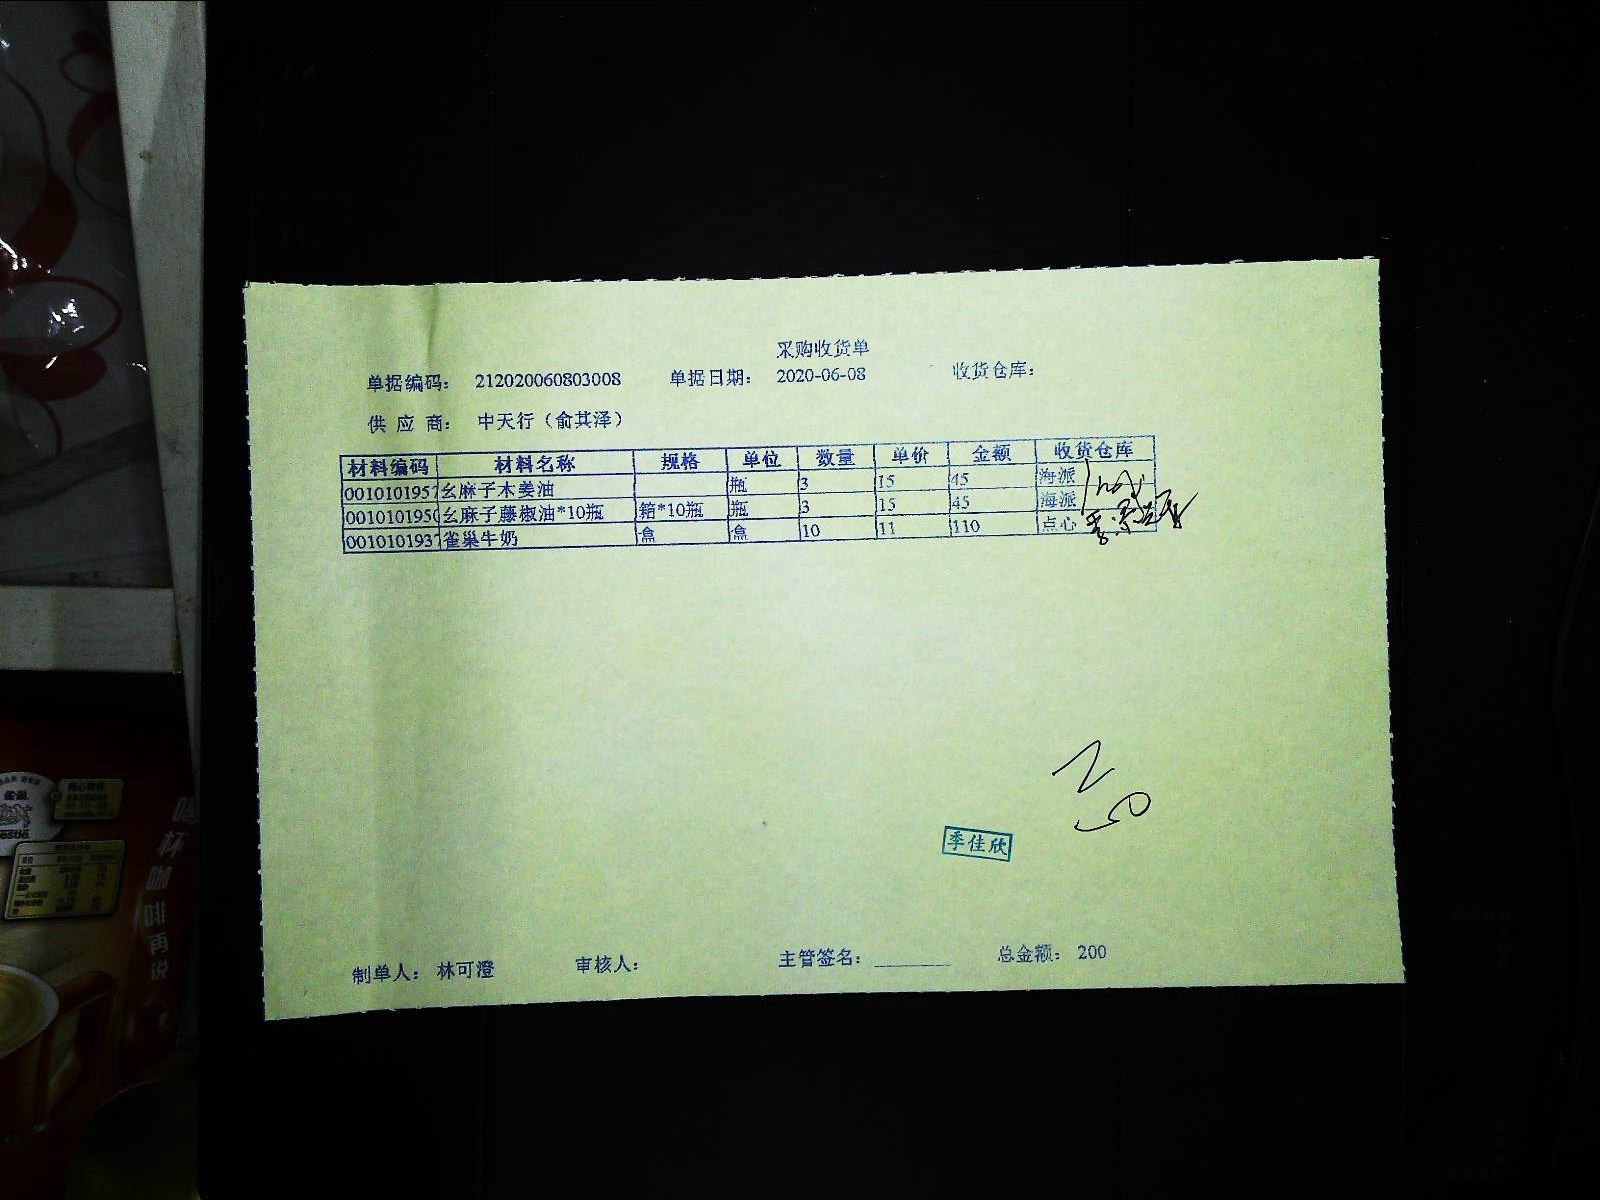 采购收货单
单据编码： 212020060803008 单据日期： 2020-06-08 收货仓库：
供 应 商： 中天行（俞其泽）
材料编码 材料名称 规格 单位 数量 单价 金额 收货仓库
0010101957 幺麻子木姜油 瓶 3 15 45 海派
0010101950 幺麻子藤椒油*10瓶 箱*10瓶 瓶 3 15 45 海派
0010101937 雀巢牛奶 盒 盒 10 11 110 点心
季佳欣
制单人： 林可澄 审核人： 主管签名： 总金额： 200
喝杯咖啡再说